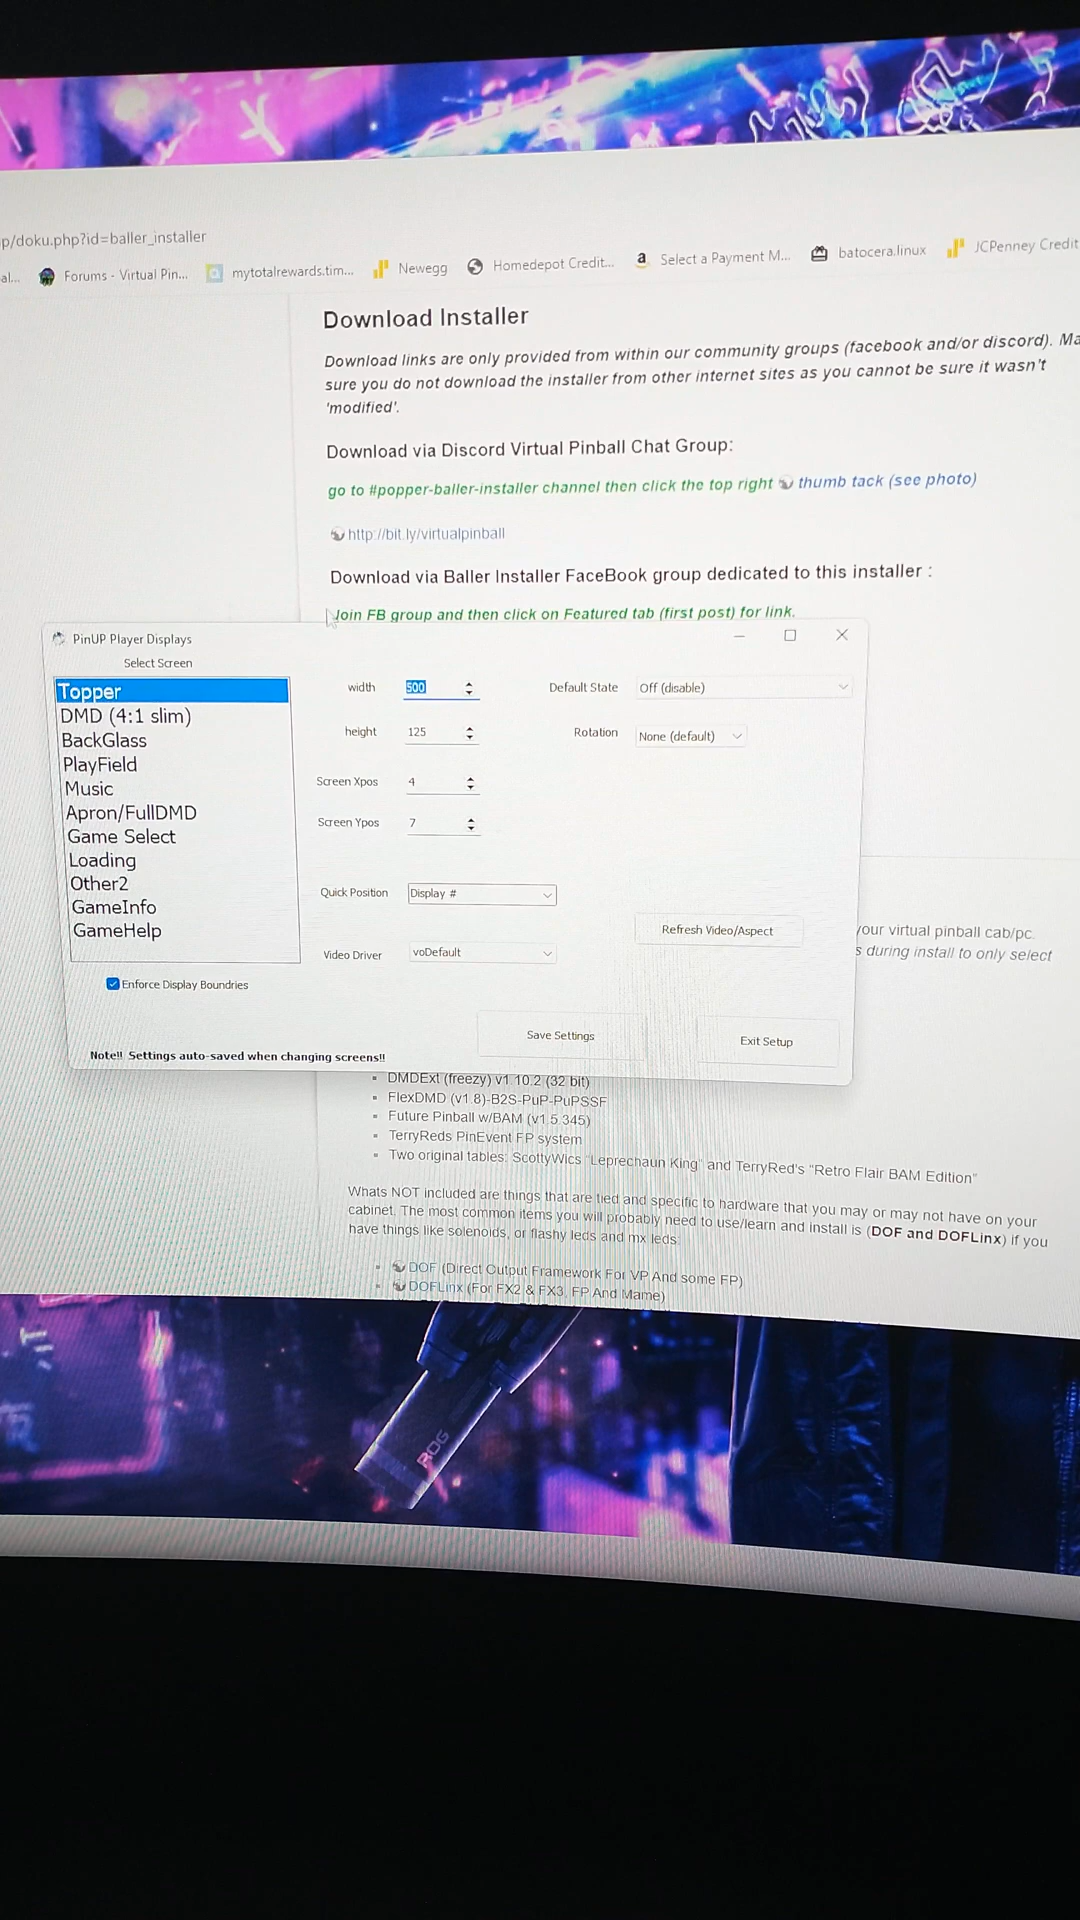 p/doku.php?id=baller_installer
al...
Forums - Virtual Pin...
mytotalrewards.tim...
Newegg
Homedepot Credit...
Select a Payment M...
batocera.linux
JCPenney Credit
Download Installer
Download links are only provided from within our community groups (facebook and/or discord). Ma
sure you do not download the installer from other internet sites as you cannot be sure it wasn't
'modified'.
Download via Discord Virtual Pinball Chat Group:
go to #popper-baller-installer channel then click the top right thumb tack (see photo)
http://bit.ly/virtualpinball
Download via Baller Installer FaceBook group dedicated to this installer :
Join FB group and then click on Featured tab (first post) for link.
PinUP Player Displays
Select Screen
Topper
DMD (4:1 slim)
BackGlass
PlayField
Music
Apron/FullDMD
Game Select
Loading
Other2
GameInfo
GameHelp
width 500
Default State Off (disable)
height 125
Rotation None (default)
Screen Xpos 4
Screen Ypos 7
Quick Position Display #
Refresh Video/Aspect
Video Driver voDefault
Enforce Display Boundries
Save Settings
Exit Setup
Note!! Settings auto-saved when changing screens!!
your virtual pinball cab/pc.
s during install to only select
DMDExt (freezy) v1.10.2 (32 bit)
FlexDMD (v1.8)-B2S-PuP-PuPSSF
Future Pinball w/BAM (v1.5.345)
TerryReds PinEvent FP system
Two original tables: ScottyWics "Leprechaun King" and TerryRed's "Retro Flair BAM Edition"
Whats NOT included are things that are tied and specific to hardware that you may or may not have on your
cabinet. The most common items you will probably need to use/learn and install is (DOF and DOFLinx) if you
have things like solenoids, or flashy leds and mx leds.
DOF (Direct Output Framework For VP And some FP)
DOFLinx (For FX2 & FX3, FP And Mame)
ROG